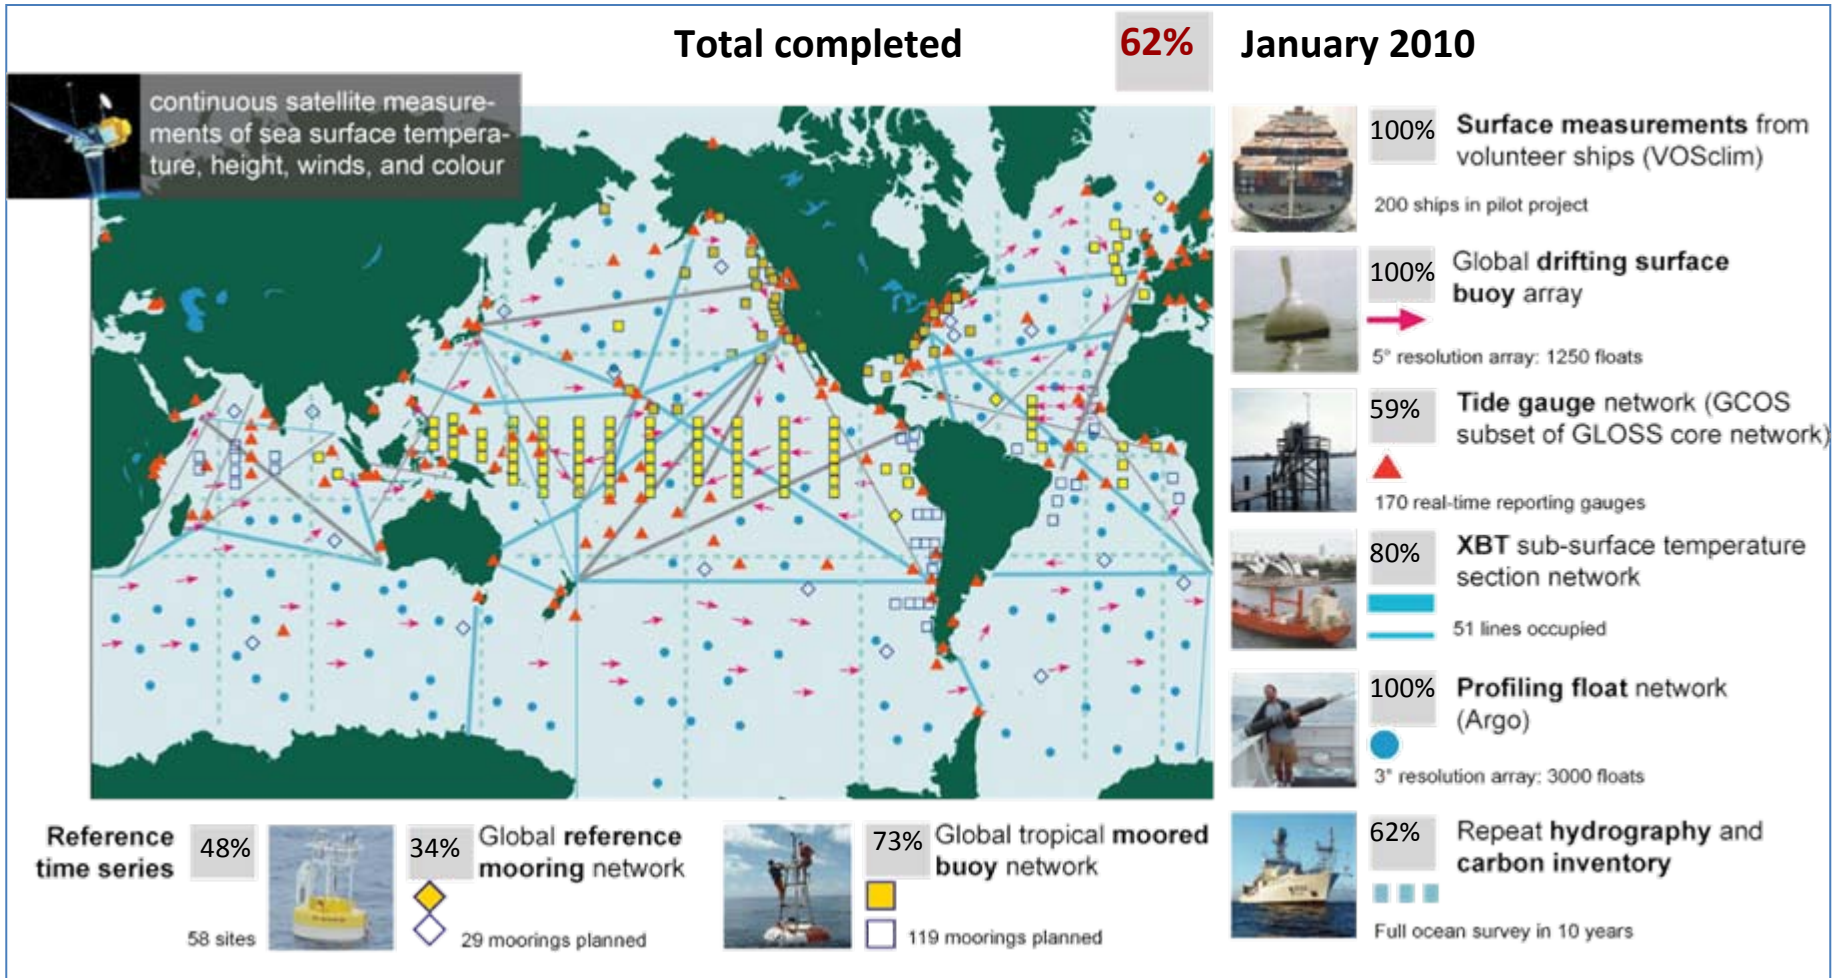 Total completed 62% January 2010
continuous satellite measure-
ments of sea surface tempera-
ture, height, winds, and colour
100% Surface measurements from
volunteer ships (VOSclim)
200 ships in pilot project
100% Global drifting surface
buoy array
5° resolution array: 1250 floats
59% Tide gauge network (GCOS
subset of GLOSS core network)
170 real-time reporting gauges
80% XBT sub-surface temperature
section network
51 lines occupied
100% Profiling float network
(Argo)
3° resolution array: 3000 floats
62% Repeat hydrography and
carbon inventory
Full ocean survey in 10 years
Reference
time series
48%
58 sites
34% Global reference
mooring network
29 moorings planned
73% Global tropical moored
buoy network
119 moorings planned